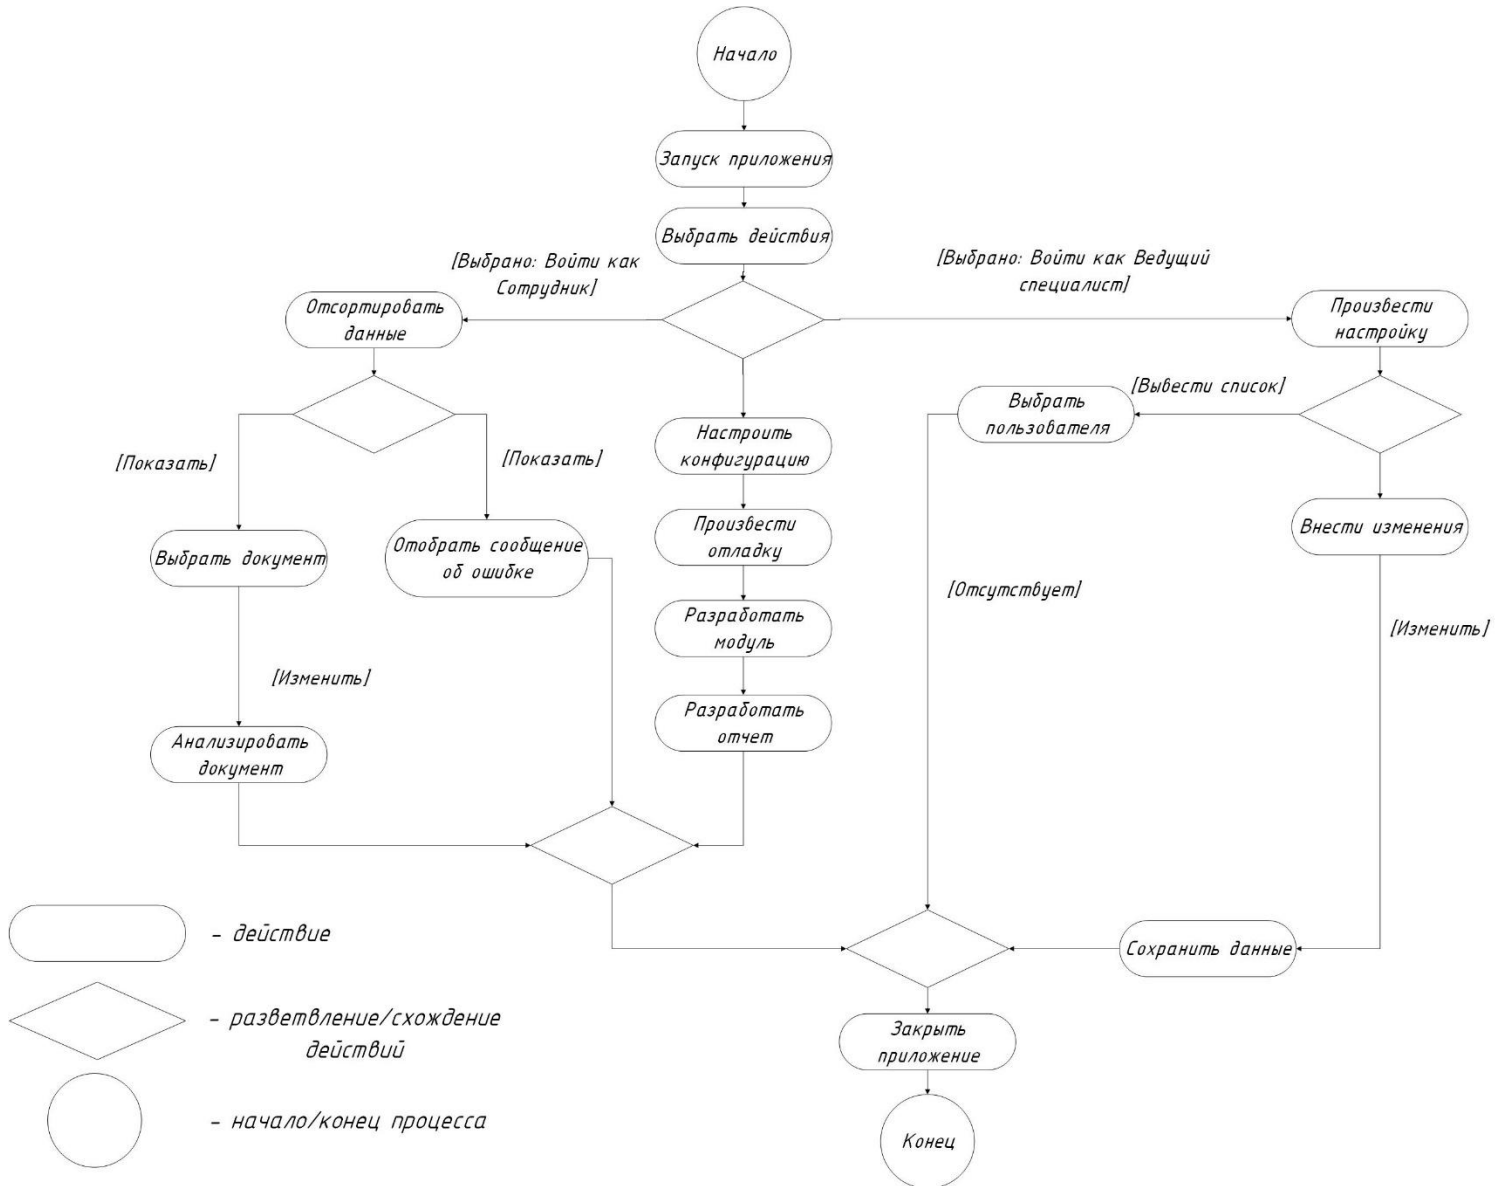 Начало
Запуск приложения
Выбрать действия
[Выбрано: Войти как
Сотрудник]
[Выбрано: Войти как Ведущий
специалист]
Отсортировать
данные
Произвести
настройку
[Вывести список]
Выбрать
пользователя
Настроить
конфигурацию
[Показать]
[Показать]
Внести изменения
Произвести
отладку
Выбрать документ
Отобрать сообщение
об ошибке
[Отсутствует]
Разработать
модуль
[Изменить]
[Изменить]
Разработать
отчет
Анализировать
документ
Сохранить данные
Закрыть
приложение
Конец
- действие
- разветвление/схождение
действий
- начало/конец процесса